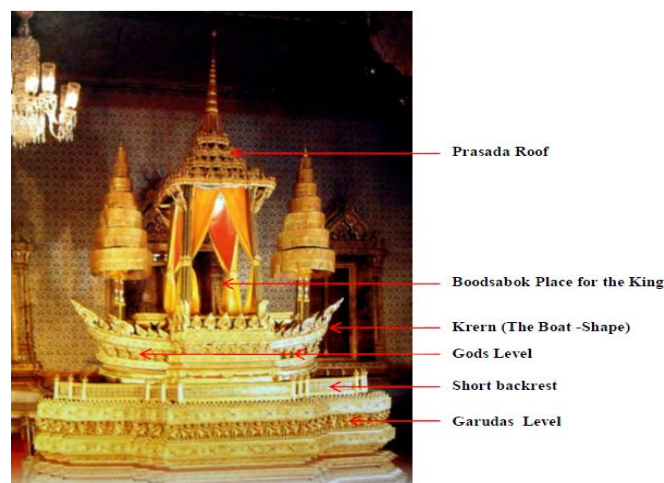 Prasada Roof
Boodsabok Place for the King
Krern (The Boat -Shape)
Gods Level
Short backrest
Garudas Level